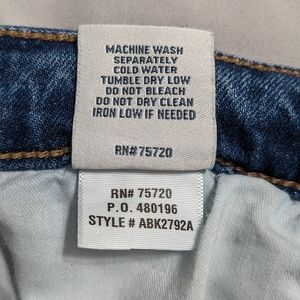 MACHINE WASH
SEPARATELY
COLD WATER
TUMBLE DRY LOW
DO NOT BLEACH
DO NOT DRY CLEAN
IRON LOW IF NEEDED
RN#75720
RN# 75720
P.O. 480196
STYLE # ABK2792A